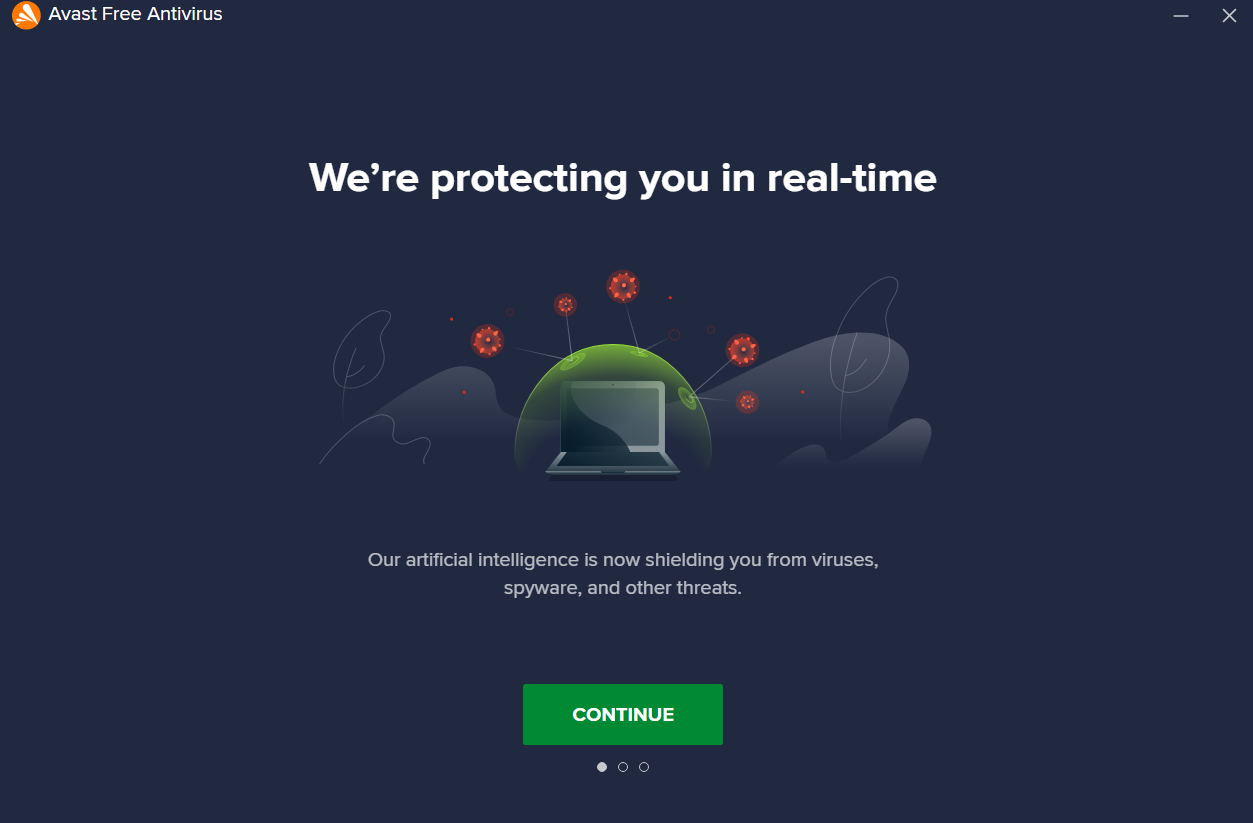 Avast Free Antivirus
We’re protecting you in real-time
Our artificial intelligence is now shielding you from viruses,
spyware, and other threats.
CONTINUE